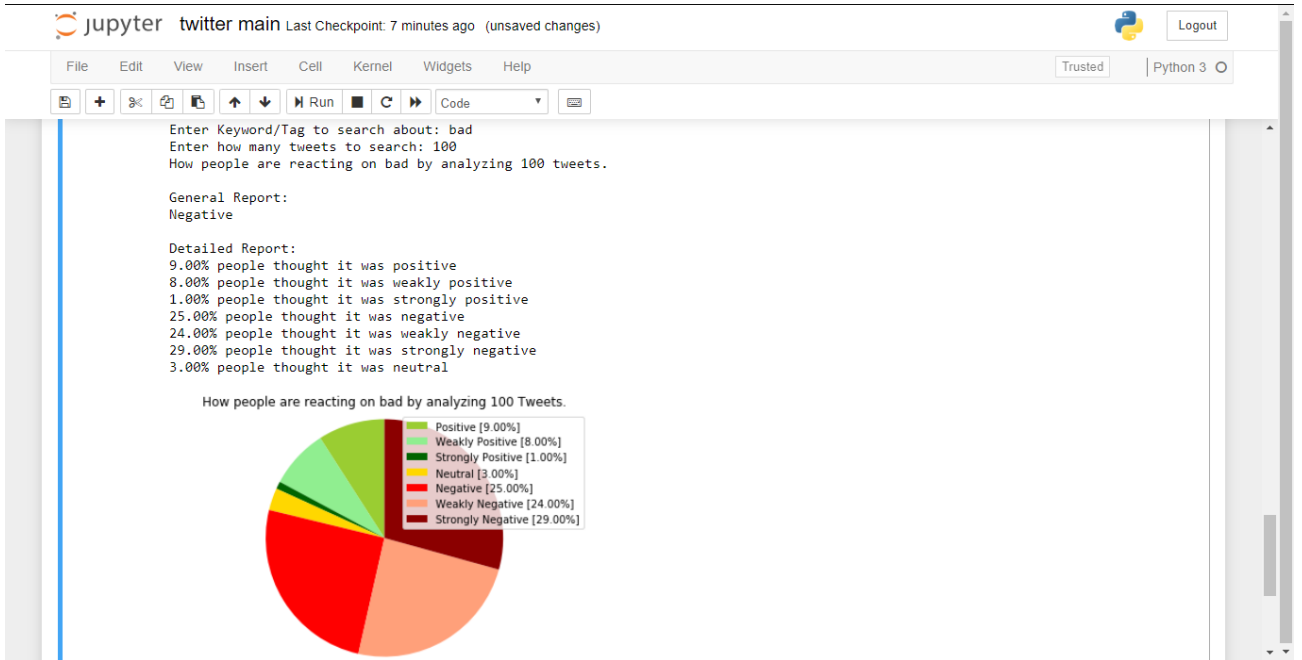 jupyter twitter main Last Checkpoint: 7 minutes ago (unsaved changes)
Logout
File Edit View Insert Cell Kernel Widgets Help
Trusted
Python 3
Run
Code
Enter Keyword/Tag to search about: bad
Enter how many tweets to search: 100
How people are reacting on bad by analyzing 100 tweets.
General Report:
Negative
Detailed Report:
9.00% people thought it was positive
8.00% people thought it was weakly positive
1.00% people thought it was strongly positive
25.00% people thought it was negative
24.00% people thought it was weakly negative
29.00% people thought it was strongly negative
3.00% people thought it was neutral
How people are reacting on bad by analyzing 100 Tweets.
Positive [9.00%]
Weakly Positive [8.00%]
Strongly Positive [1.00%]
Neutral [3.00%]
Negative [25.00%]
Weakly Negative [24.00%]
Strongly Negative [29.00%]